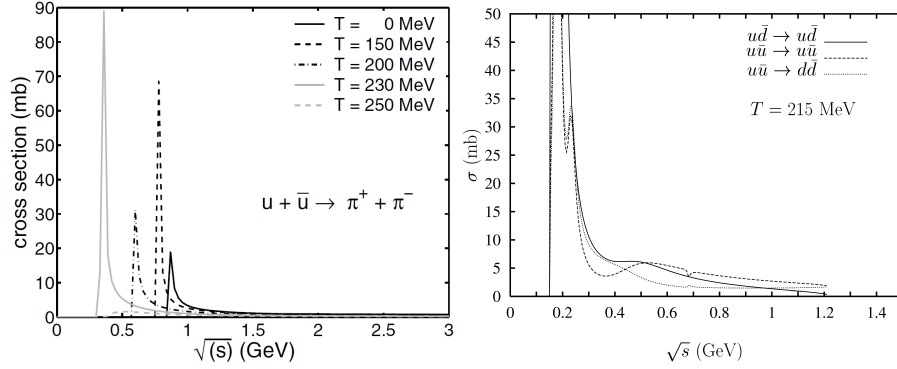 90
80
70
60
50
40
30
20
10
0
cross section (mb)
T = 0 MeV
T = 150 MeV
T = 200 MeV
T = 230 MeV
T = 250 MeV
u + ū → π⁺ + π⁻
0 0.5 1 1.5 2 2.5 3
√(s) (GeV)
50
45
40
35
30
25
20
15
10
5
0
σ (mb)
ud̄ → ud̄
uū → uū
uū → dd̄
T = 215 MeV
0 0.2 0.4 0.6 0.8 1 1.2 1.4
√s (GeV)